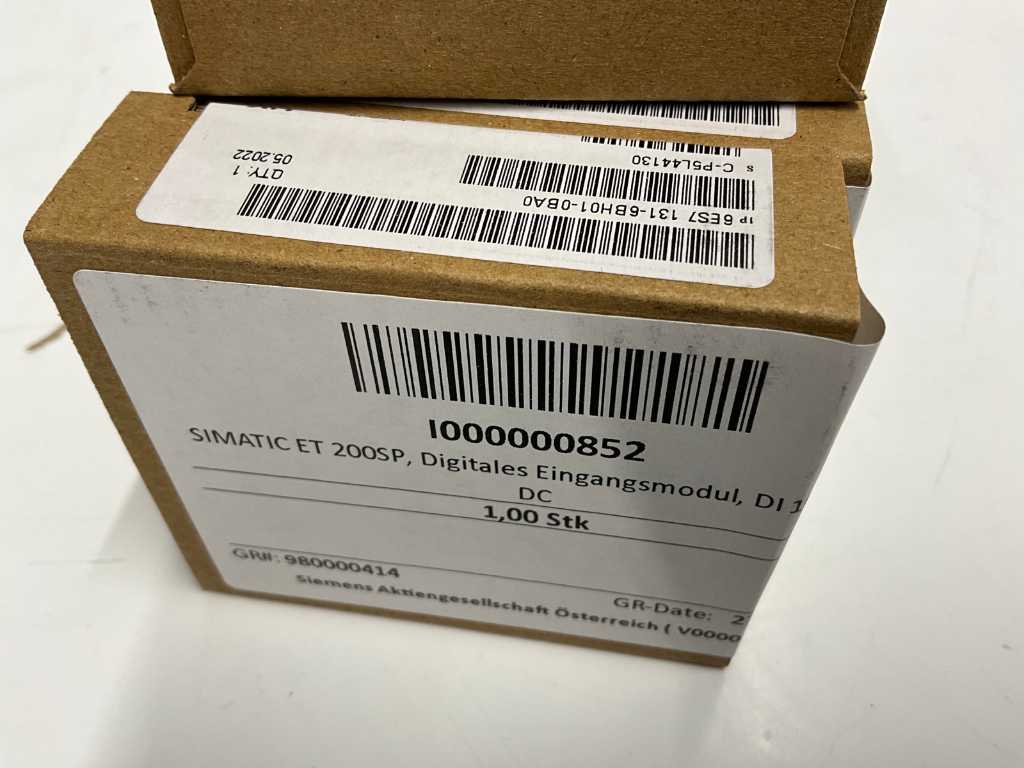 S C-P5L44130
05.2022
1P 6ES7 131-6BH01-0BA0
QTY: 1
I000000852
SIMATIC ET 200SP, Digitales Eingangsmodul, DI 1
DC
1,00 Stk
GR#: 980000414
GR-Date: 2
Siemens Aktiengesellschaft Österreich ( V0000